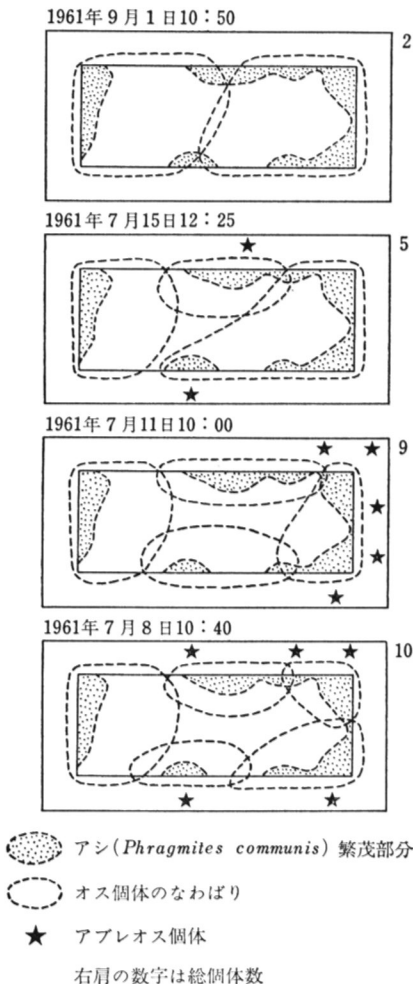 1961年9月1日10:50
2
1961年7月15日12:25
5
1961年7月11日10:00
9
1961年7月8日10:40
10
アシ(Phragmites communis)繁茂部分
オス個体のなわばり
アブレオス個体
右肩の数字は総個体数